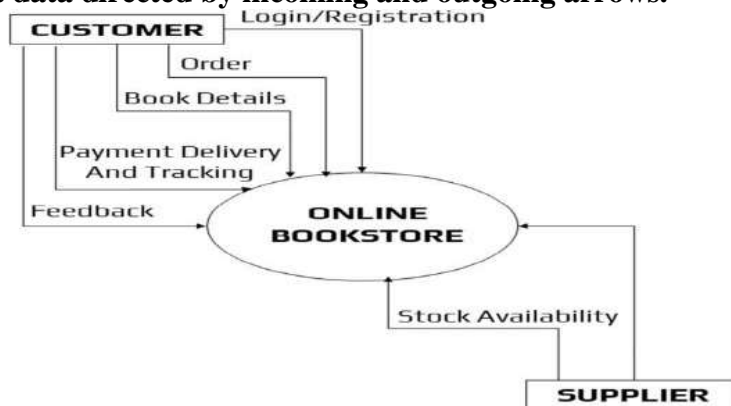 data directed by incoming and outgoing arrows.
Login/Registration
CUSTOMER
Order
Book Details
Payment Delivery
And Tracking
Feedback
ONLINE
BOOKSTORE
Stock Availability
SUPPLIER